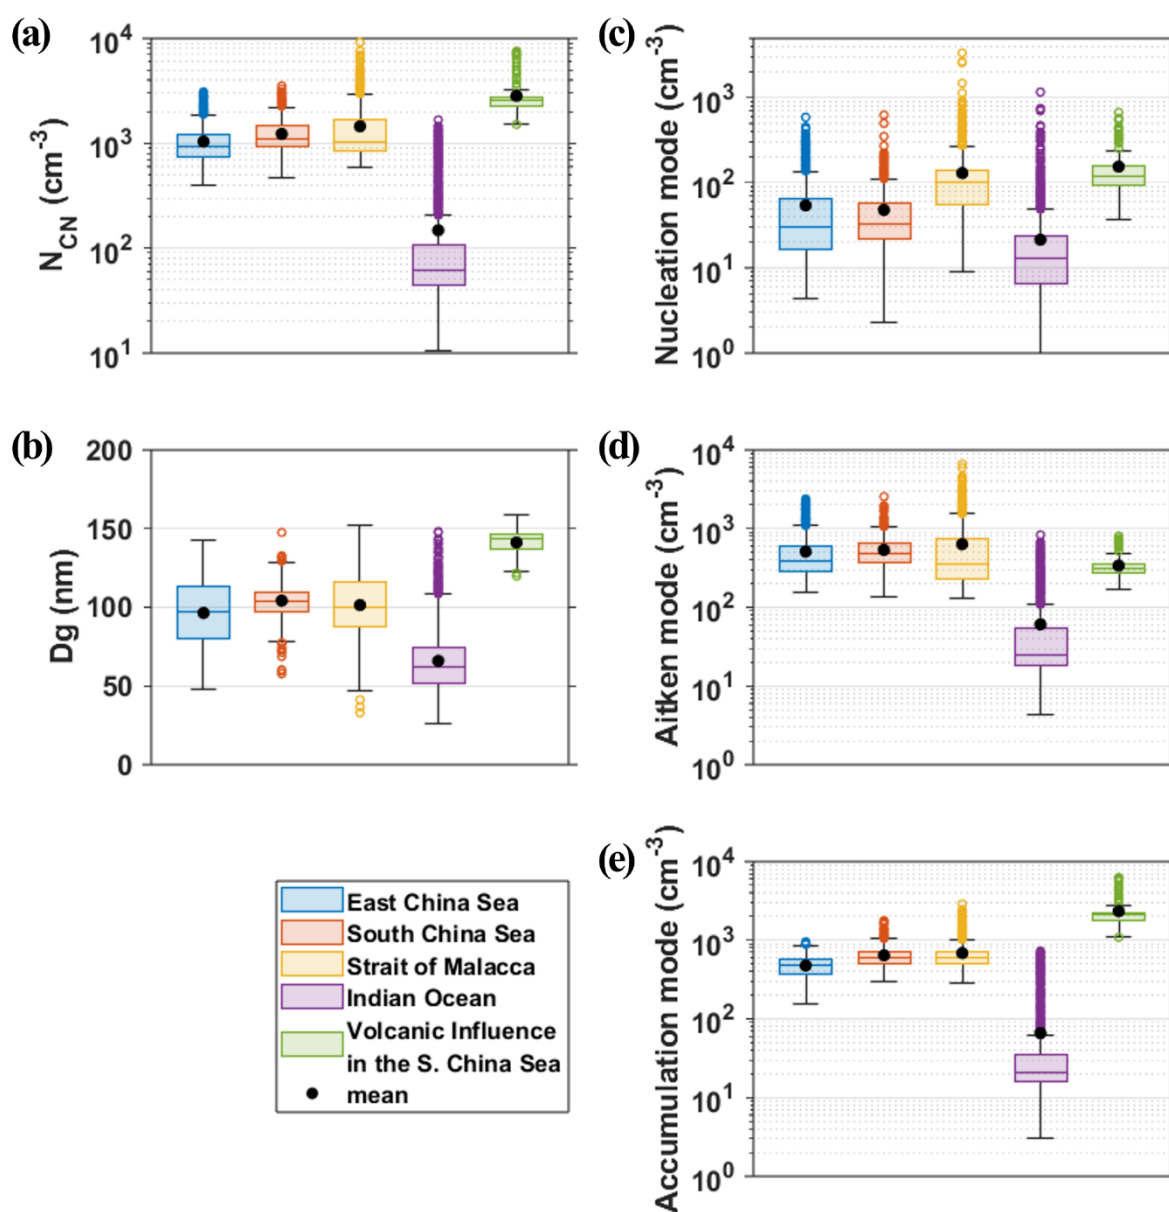 (a)
10^4
10^3
10^2
10^1
N_CN (cm^-3)
(c)
10^3
10^2
10^1
10^0
Nucleation mode (cm^-3)
(b)
200
150
100
50
0
Dg (nm)
(d)
10^4
10^3
10^2
10^1
10^0
Aitken mode (cm^-3)
East China Sea
South China Sea
Strait of Malacca
Indian Ocean
Volcanic Influence
in the S. China Sea
mean
(e)
10^4
10^3
10^2
10^1
10^0
Accumulation mode (cm^-3)